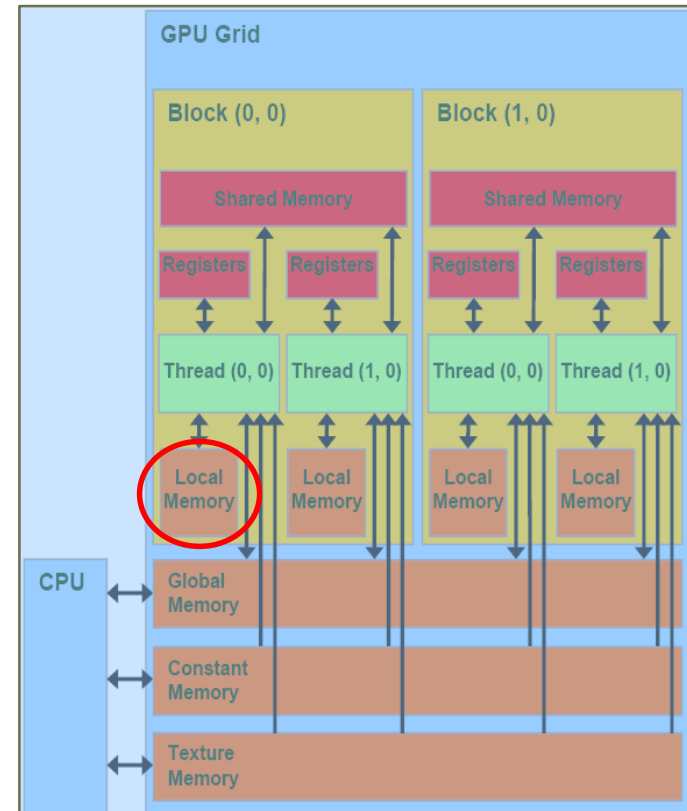 GPU Grid
Block (0, 0)
Block (1, 0)
Shared Memory
Shared Memory
Registers
Registers
Registers
Registers
Thread (0, 0)
Thread (1, 0)
Thread (0, 0)
Thread (1, 0)
Local
Memory
Local
Memory
Local
Memory
Local
Memory
CPU
Global
Memory
Constant
Memory
Texture
Memory